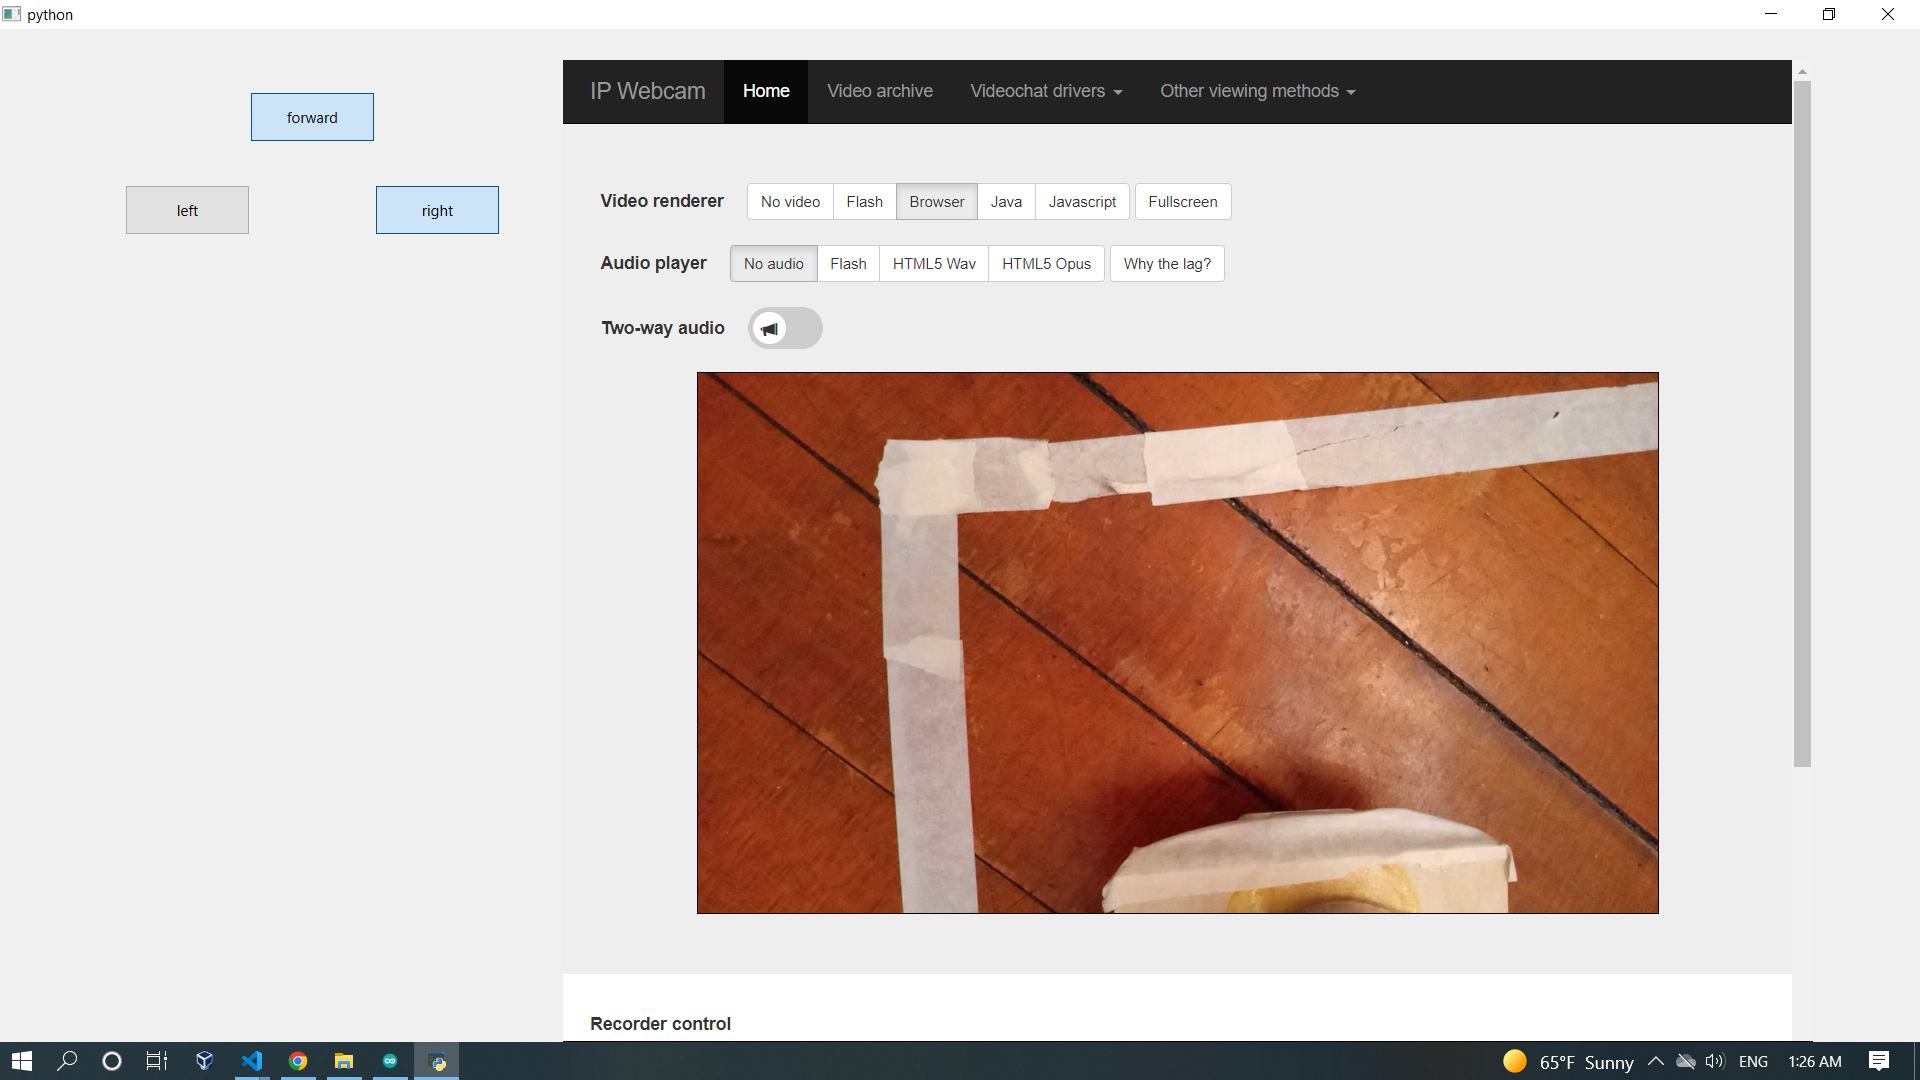 python
forward
left
right
IP Webcam Home Video archive Videochat drivers Other viewing methods
Video renderer No video Flash Browser Java Javascript Fullscreen
Audio player No audio Flash HTML5 Wav HTML5 Opus Why the lag?
Two-way audio
Recorder control
65°F Sunny ENG 1:26 AM